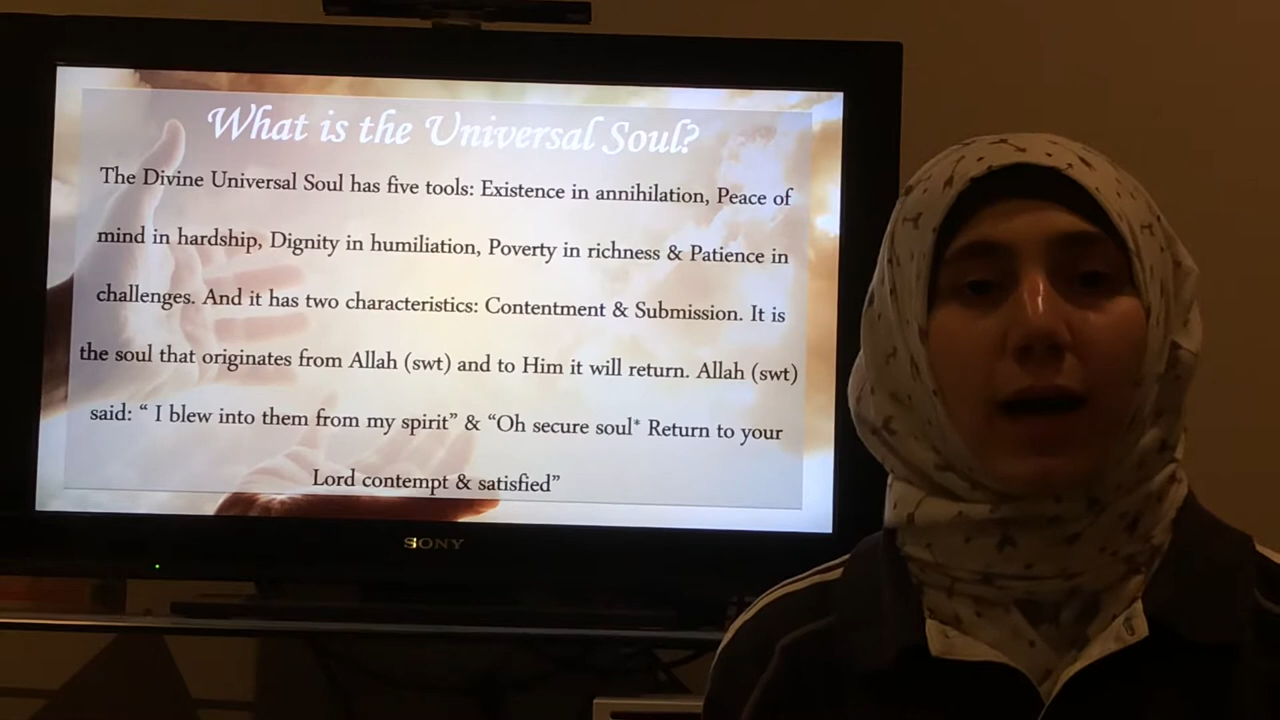 What is the Universal Soul?
The Divine Universal Soul has five tools: Existence in annihilation, Peace of
mind in hardship, Dignity in humiliation, Poverty in richness & Patience in
challenges. And it has two characteristics: Contentment & Submission. It is
the soul that originates from Allah (swt) and to Him it will return. Allah (swt)
said: “ I blew into them from my spirit” & “Oh secure soul* Return to your
Lord contempt & satisfied”
SONY